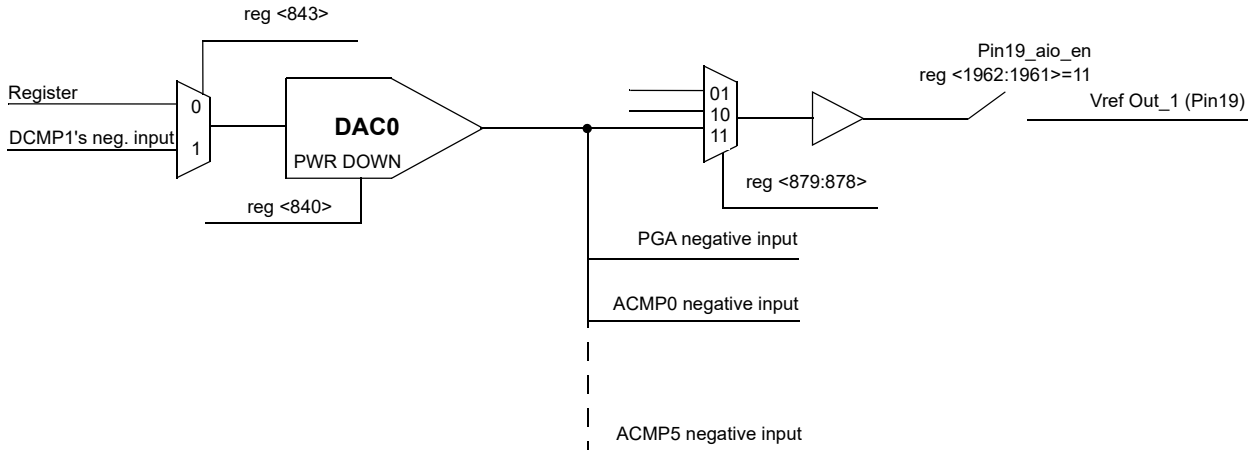 reg <843>
Pin19_aio_en
reg <1962:1961>=11
Register
Vref Out_1 (Pin19)
0
01
10
11
DAC0
DCMP1's neg. input
1
PWR DOWN
reg <879:878>
reg <840>
PGA negative input
ACMP0 negative input
ACMP5 negative input